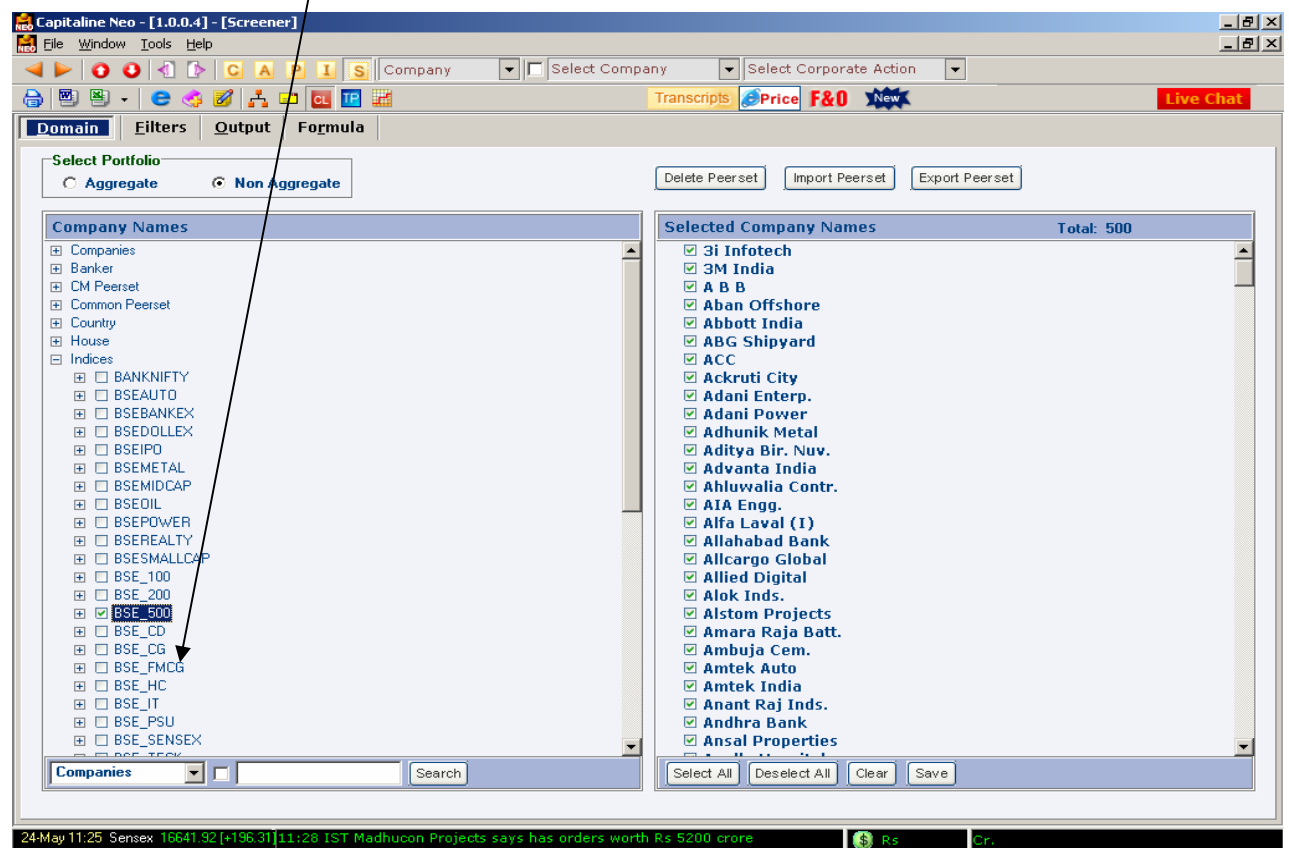 Capitaline Neo - [1.0.0.4] - [Screener]
File Window Tools Help
C A P I S Company Select Company Select Corporate Action
CL TP Transcripts Price F&O New Live Chat
Domain Filters Output Formula
Select Portfolio
Aggregate Non Aggregate
Delete Peerset Import Peerset Export Peerset
Company Names
Companies
Banker
CM Peerset
Common Peerset
Country
House
Indices
BANKNIFTY
BSEAUTO
BSEBANKEX
BSEDOLLEX
BSEIPO
BSEMETAL
BSEMIDCAP
BSEOIL
BSEPOWER
BSEREALTY
BSESMALLCAP
BSE_100
BSE_200
BSE_500
BSE_CD
BSE_CG
BSE_FMCG
BSE_HC
BSE_IT
BSE_PSU
BSE_SENSEX
Companies Search
Selected Company Names Total: 500
3i Infotech
3M India
A B B
Aban Offshore
Abbott India
ABG Shipyard
ACC
Ackruti City
Adani Enterp.
Adani Power
Adhunik Metal
Aditya Bir. Nuv.
Advanta India
Ahluwalia Contr.
AIA Engg.
Alfa Laval (I)
Allahabad Bank
Allcargo Global
Allied Digital
Alok Inds.
Alstom Projects
Amara Raja Batt.
Ambuja Cem.
Amtek Auto
Amtek India
Anant Raj Inds.
Andhra Bank
Ansal Properties
Select All Deselect All Clear Save
24-May 11:25 Sensex 16641.92 [+196.31] 11:28 IST Madhucon Projects says has orders worth Rs 5200 crore $ Rs Cr.